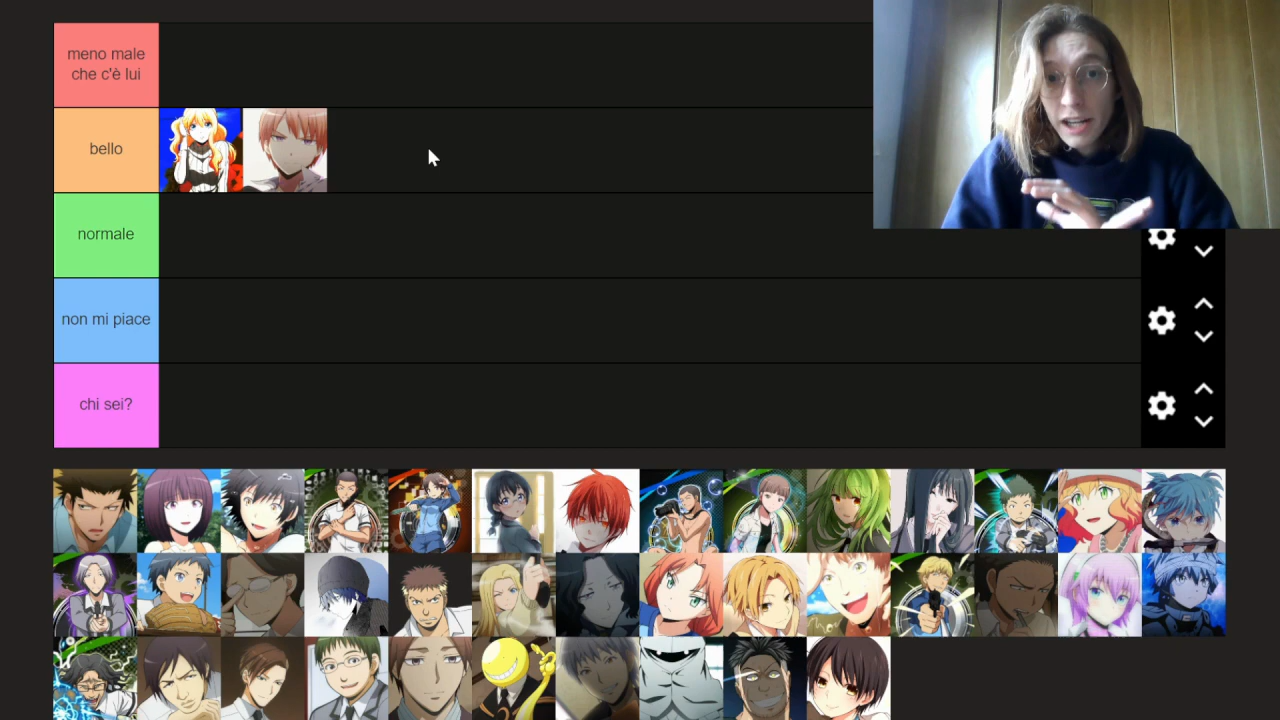 meno male
che c'è lui
bello
normale
non mi piace
chi sei?